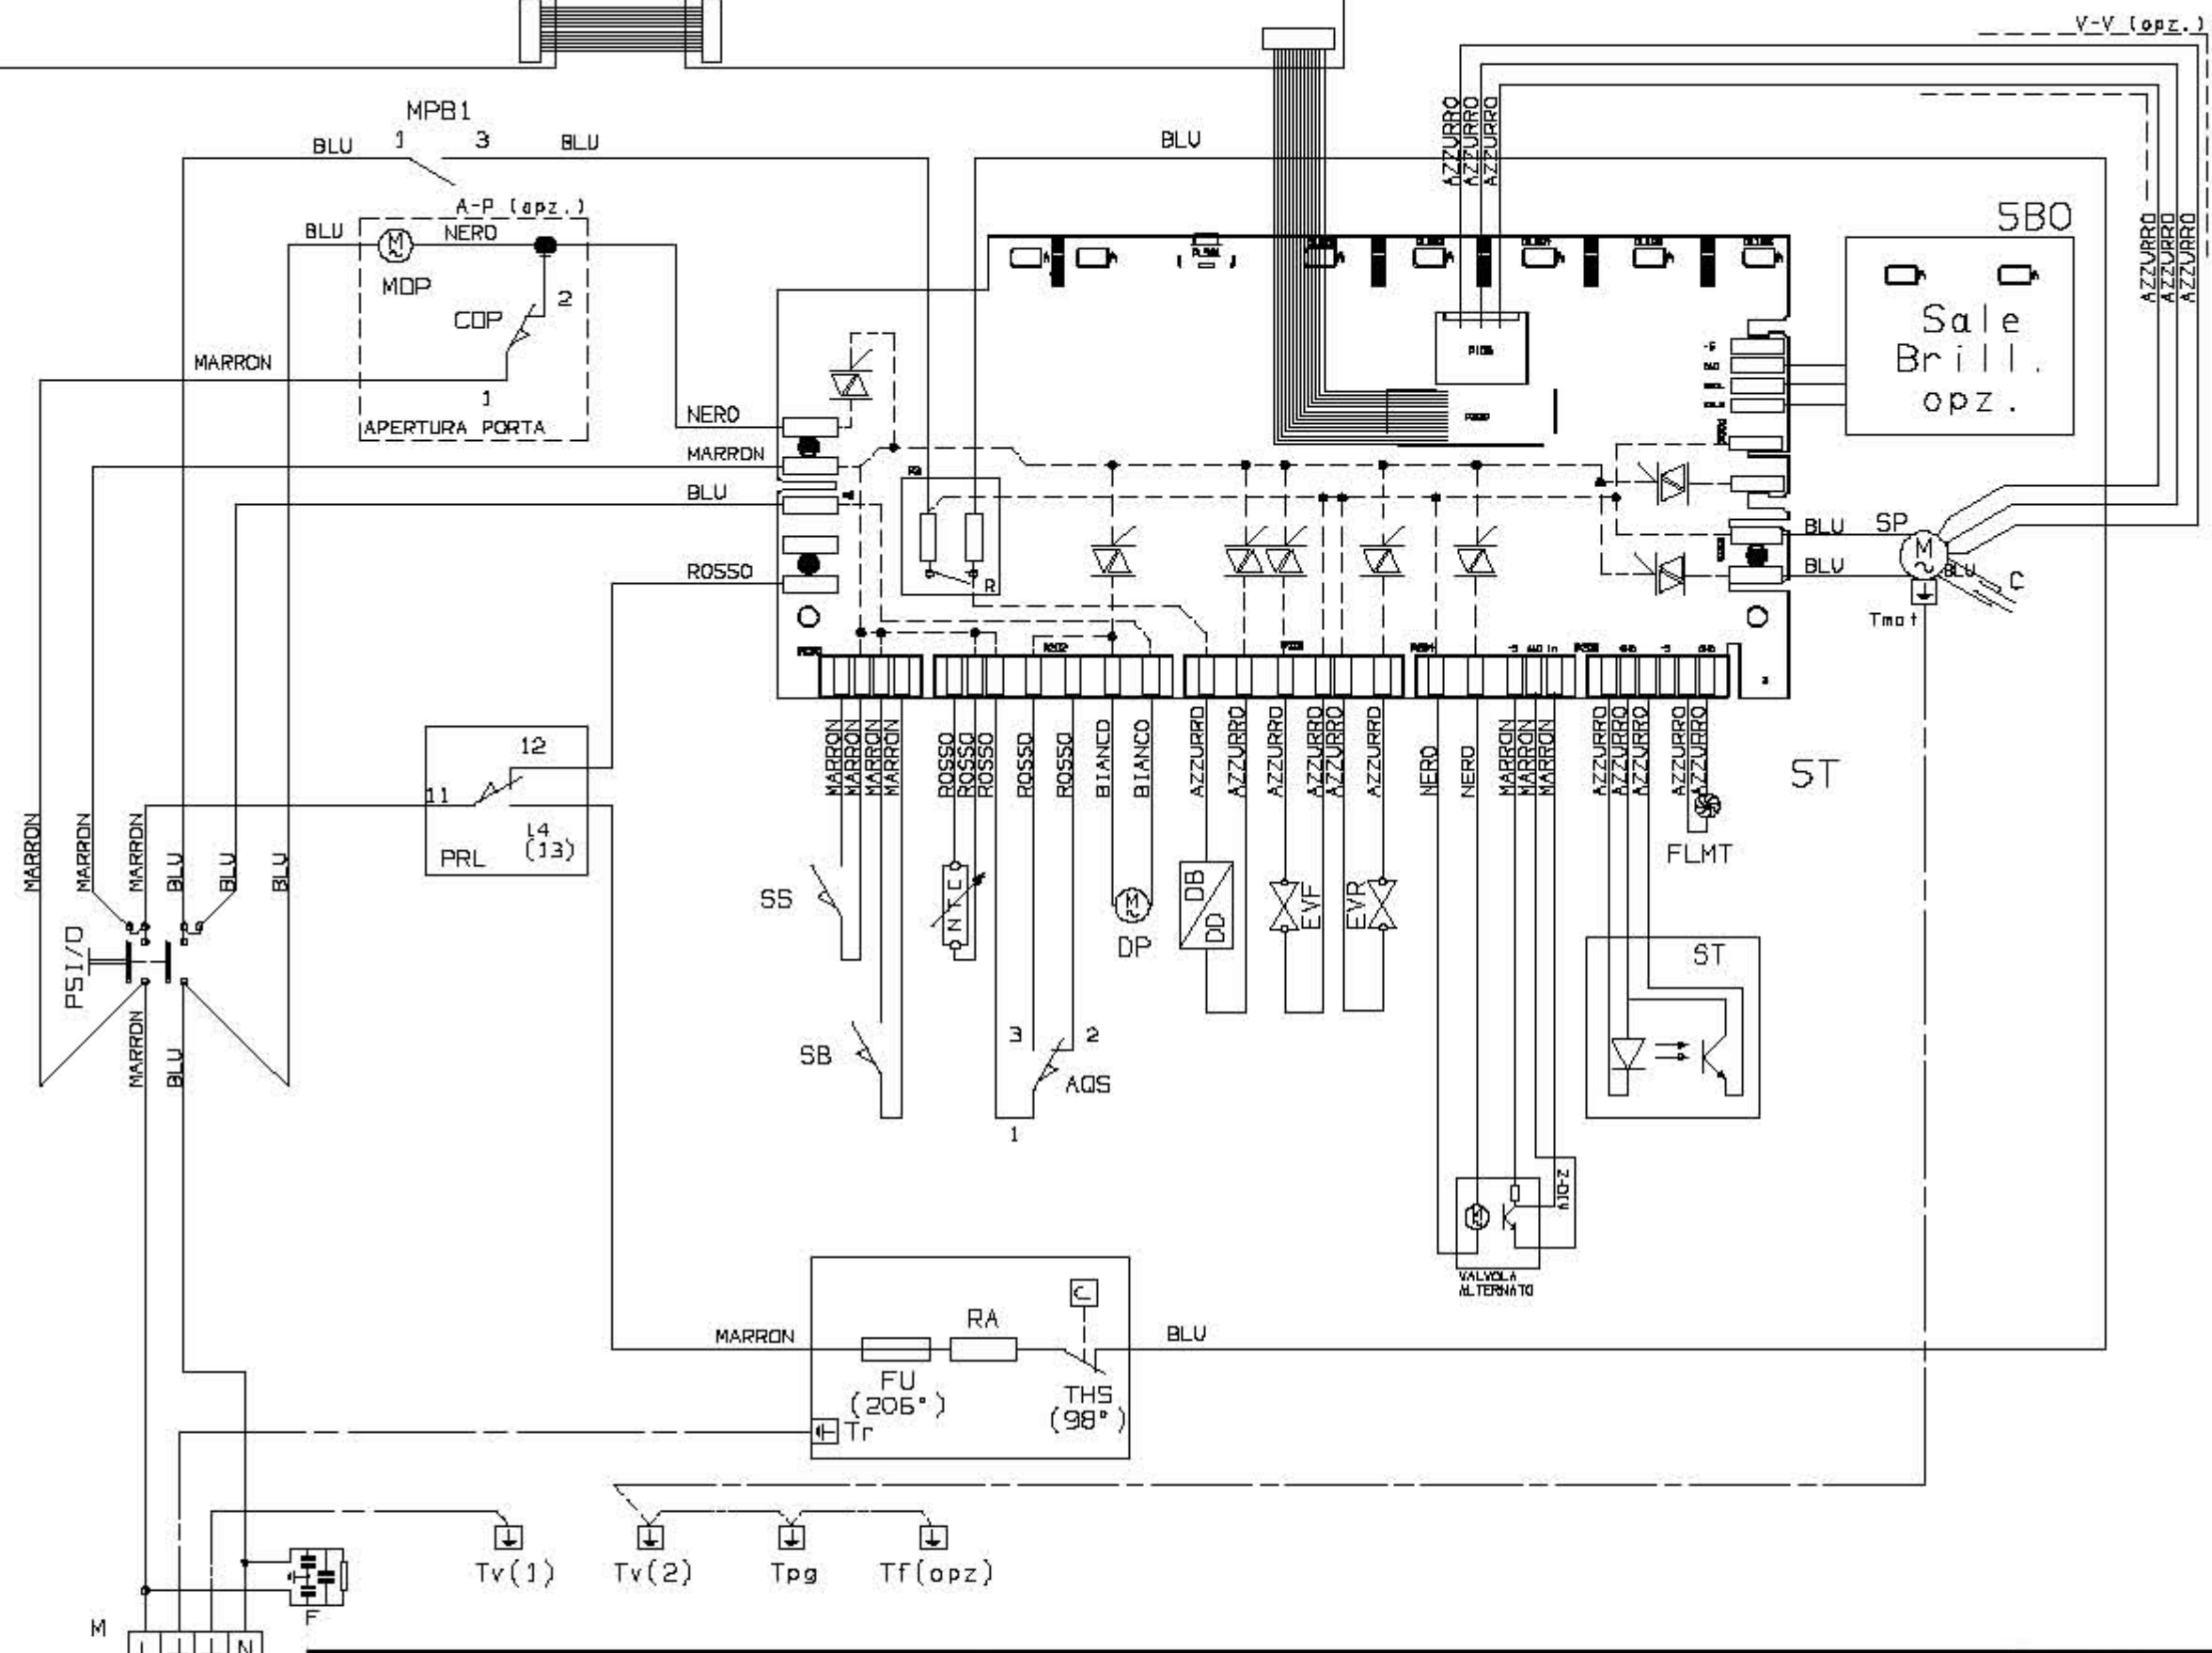 V-V (opz.)
MPB1
BLU
1
3
BLU
BLU
AZZURRO
AZZURRO
AZZURRO
A-P (opz.)
BLU
M
NERO
MOP
2
COP
MARRON
1
APERTURA PORTA
SBO
Sale
Brill.
opz.
AZZURRO
AZZURRO
AZZURRO
NERO
MARRON
BLU
ROSSO
R
BLU
SP
M
BLU
BLU
C
Tmot
MARRON
MARRON
MARRON
MARRON
ROSSO
ROSSO
ROSSO
ROSSO
ROSSO
BIANCO
BIANCO
AZZURRO
AZZURRO
AZZURRO
AZZURRO
AZZURRO
AZZURRO
NERO
NERO
MARRON
MARRON
MARRON
AZZURRO
AZZURRO
AZZURRO
AZZURRO
AZZURRO
ST
FLMT
12
11
14
(13)
PRL
MARRON
MARRON
MARRON
BLU
BLU
BLU
PSI/O
MARRON
BLU
SS
NTC
M
DP
DB
DD
EVF
EVR
ST
SB
3
2
AQS
1
M
VALVOLA
ALTERNATO
MARRON
C
RA
FU
(206°)
THS
(98°)
BLU
Tr
Tv(1)
Tv(2)
Tpg
Tf(opz)
F
M
L
N